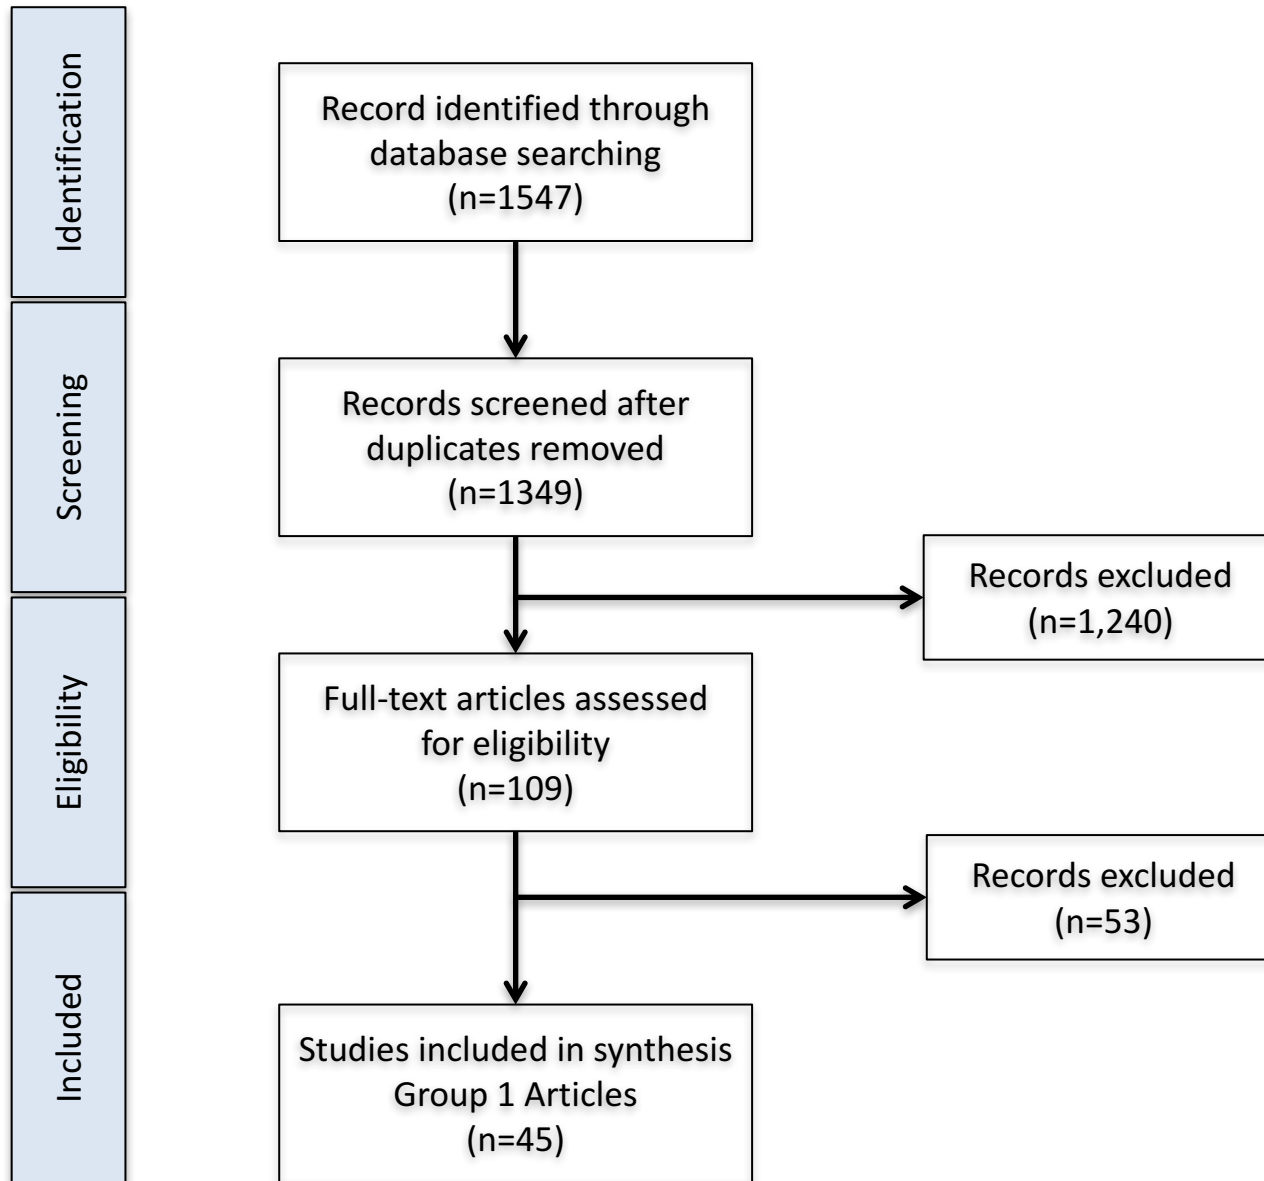 Identification
Record identified through
database searching
(n=1547)
Screening
Records screened after
duplicates removed
(n=1349)
Records excluded
(n=1,240)
Eligibility
Full-text articles assessed
for eligibility
(n=109)
Records excluded
(n=53)
Included
Studies included in synthesis
Group 1 Articles
(n=45)